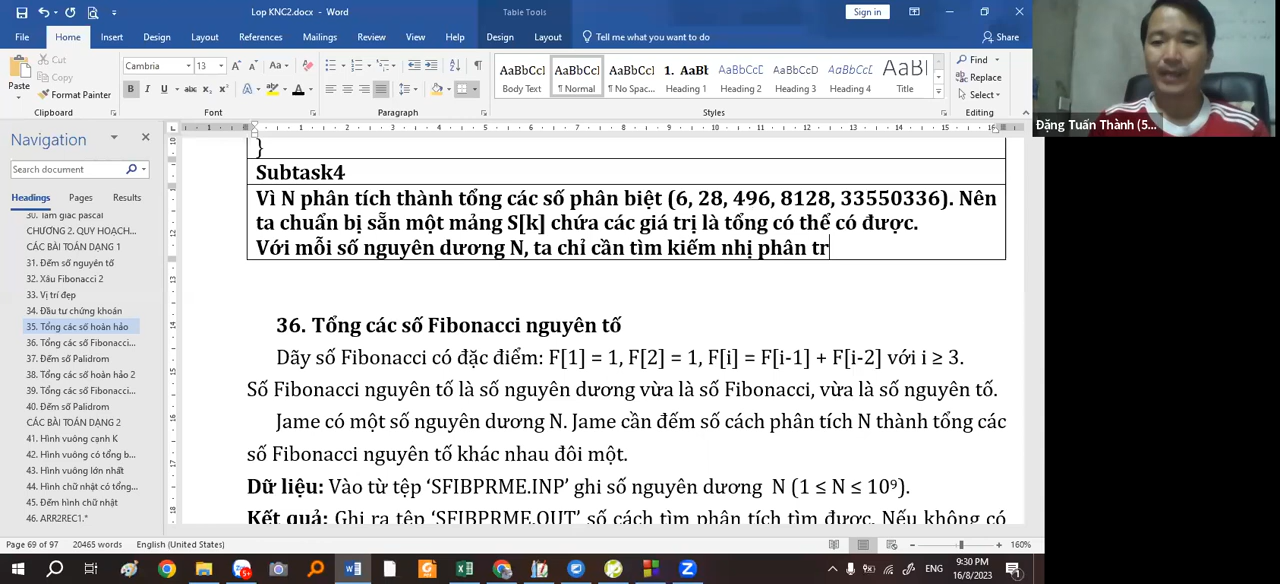 Lop KNC2.docx - Word
Table Tools
Sign in
File
Home
Insert
Design
Layout
References
Mailings
Review
View
Help
Design
Layout
Tell me what you want to do
Share
Paste
Cut
Copy
Format Painter
Cambria
13
AaBbCcI
AaBbCcI
AaBbCcI
1. AaBb
AaBbCcD
AaBbCcD
AaBbCcD
AaBl
Body Text
¶ Normal
¶ No Spac...
Heading 1
Heading 2
Heading 3
Heading 4
Title
Find
Replace
Select
Clipboard
Font
Paragraph
Styles
Editing
Đặng Tuấn Thành (5...
Navigation
Search document
Headings
Pages
Results
30. Tam giác pascal
CHƯƠNG 2. QUY HOẠCH...
CÁC BÀI TOÁN DẠNG 1
31. Đếm số nguyên tố
32. Xâu Fibonacci 2
33. Vị trí đẹp
34. Đầu tư chứng khoán
35. Tổng các số hoàn hảo
36. Tổng các số Fibonacci...
37. Đếm số Palidrom
38. Tổng các số hoàn hảo 2
39. Tổng các số Fibonacci...
40. Đếm số Palidrom
CÁC BÀI TOÁN DẠNG 2
41. Hình vuông cạnh K
42. Hình vuông có tổng b...
43. Hình vuông lớn nhất
44. Hình chữ nhật có tổng...
45. Đếm hình chữ nhật
46. ARR2REC1.*
}
Subtask4
Vì N phân tích thành tổng các số phân biệt (6, 28, 496, 8128, 33550336). Nên
ta chuẩn bị sẵn một mảng S[k] chứa các giá trị là tổng có thể có được.
Với mỗi số nguyên dương N, ta chỉ cần tìm kiếm nhị phân tr
36. Tổng các số Fibonacci nguyên tố
Dãy số Fibonacci có đặc điểm: F[1] = 1, F[2] = 1, F[i] = F[i-1] + F[i-2] với i ≥ 3.
Số Fibonacci nguyên tố là số nguyên dương vừa là số Fibonacci, vừa là số nguyên tố.
Jame có một số nguyên dương N. Jame cần đếm số cách phân tích N thành tổng các
số Fibonacci nguyên tố khác nhau đôi một.
Dữ liệu: Vào từ tệp ‘SFIBPRME.INP’ ghi số nguyên dương N (1 ≤ N ≤ 10⁹).
Kết quả: Ghi ra tệp ‘SFIBPRME.OUT’ số cách tìm phân tích tìm được. Nếu không có
Page 69 of 97
20465 words
English (United States)
160%
ENG
9:30 PM
16/8/2023